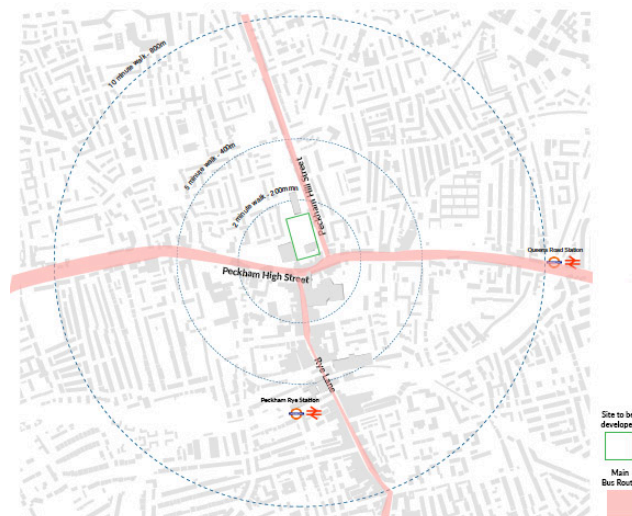 10 minute walk - 800m
5 minute walk - 400m
2 minute walk - 200m
Peckham Hill Street
Queens Road Station
Peckham High Street
Rye Lane
Peckham Rye Station
Site to be
develope
Main
Bus Rout